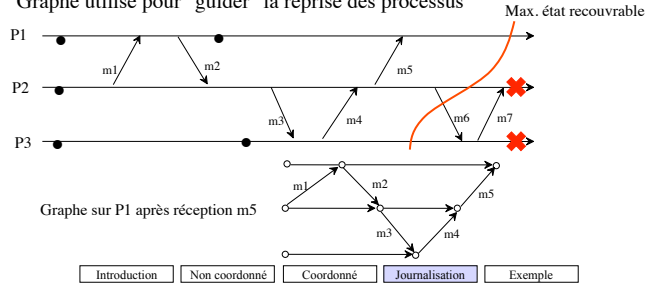 Graphe utilisé pour "guider" la reprise des processus
Max. état recouvrable
P1
m1
m2
m5
P2
m3
m4
m6
m7
P3
m1
m2
m5
Graphe sur P1 après réception m5
m3
m4
Introduction
Non coordonné
Coordonné
Journalisation
Exemple